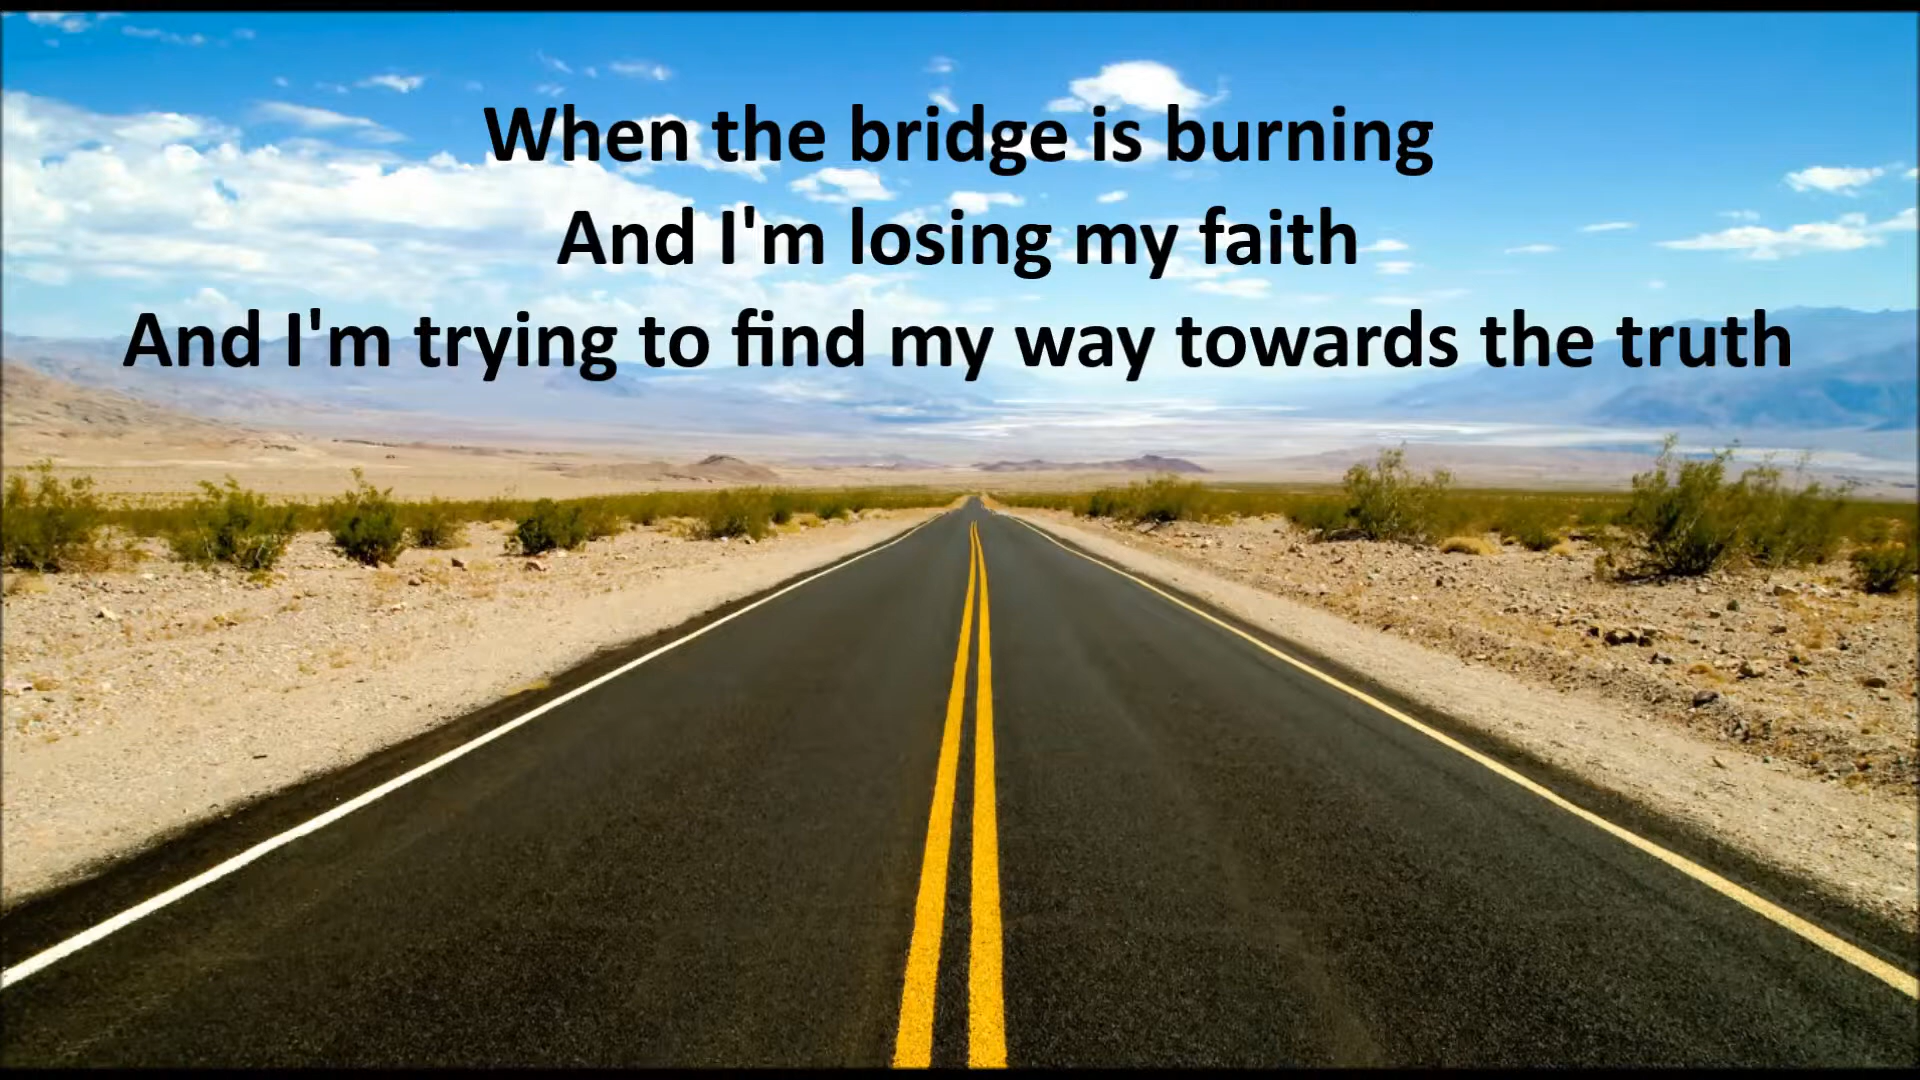 When the bridge is burning
And I'm losing my faith
And I'm trying to find my way towards the truth